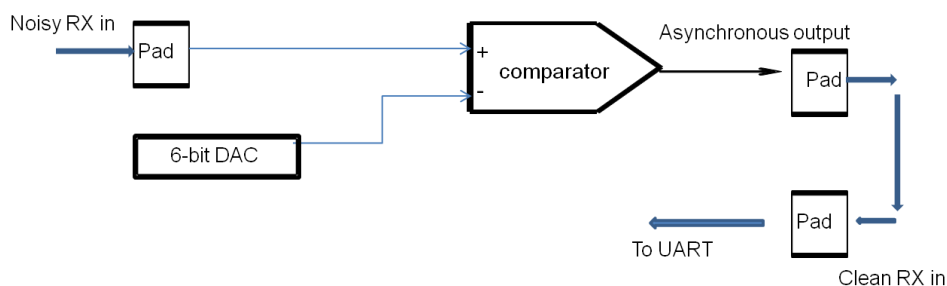 Noisy RX in
Pad
+
comparator
-
6-bit DAC
Asynchronous output
Pad
Pad
To UART
Clean RX in